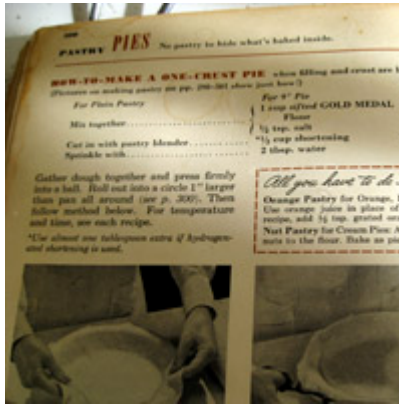 PASTRY PIES No pastry to hide what's baked inside.
HOW-TO-MAKE A ONE-CRUST PIE when filling and crust are
(Pictures on making pastry on pp. 299-301 show just how!)
For Plain Pastry
For 9" Pie
Mix together
1 cup sifted GOLD MEDAL
Flour
½ tsp. salt
Cut in with pastry blender
*⅓ cup shortening
Sprinkle with
2 tbsp. water
Gather dough together and press firmly
into a ball. Roll out into a circle 1" larger
than pan all around (see p. 300). Then
follow method below. For temperature
and time, see each recipe.
*Use almost one tablespoon extra if hydrogen-
ated shortening is used.
All you have to do
Orange Pastry for Orange,
Use orange juice in place of
recipe, add ½ tsp. grated
Nut Pastry for Cream Pies:
nuts to the flour. Bake as